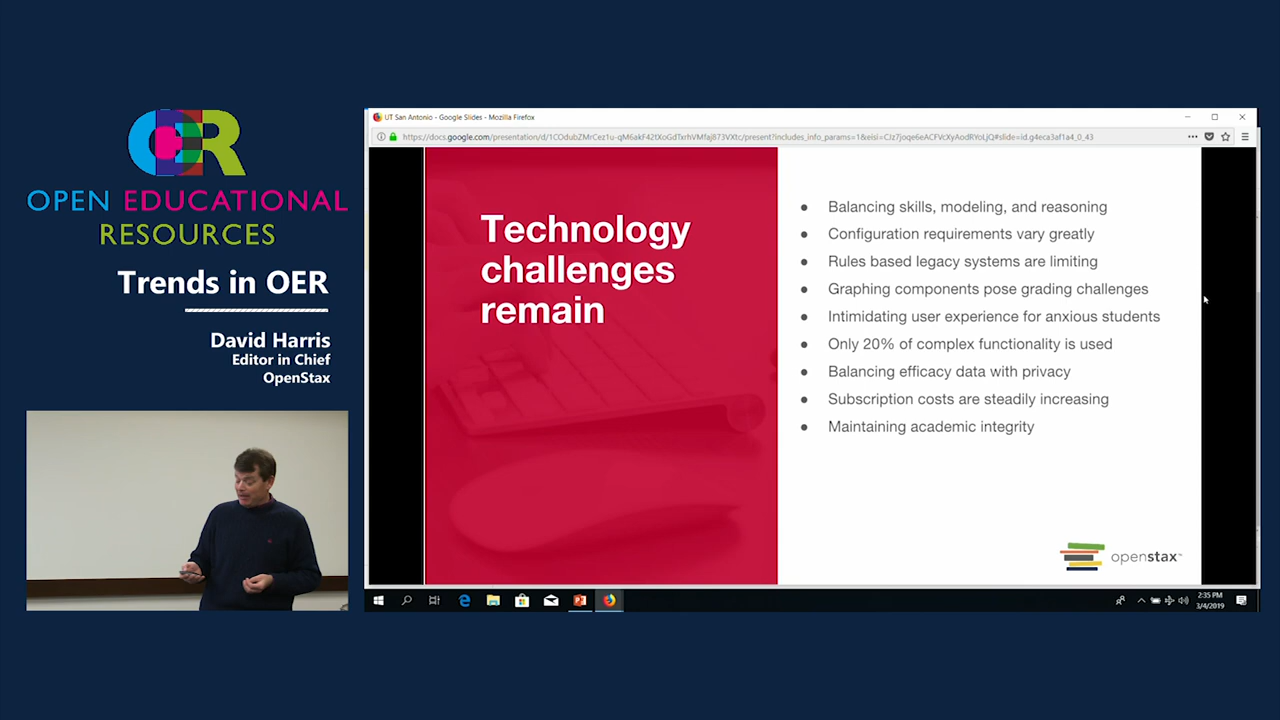 OER
OPEN EDUCATIONAL
RESOURCES
Trends in OER
David Harris
Editor in Chief
OpenStax
UT San Antonio - Google Slides - Mozilla Firefox
Technology
challenges
remain
● Balancing skills, modeling, and reasoning
● Configuration requirements vary greatly
● Rules based legacy systems are limiting
● Graphing components pose grading challenges
● Intimidating user experience for anxious students
● Only 20% of complex functionality is used
● Balancing efficacy data with privacy
● Subscription costs are steadily increasing
● Maintaining academic integrity
openstax™
2:35 PM
3/4/2019